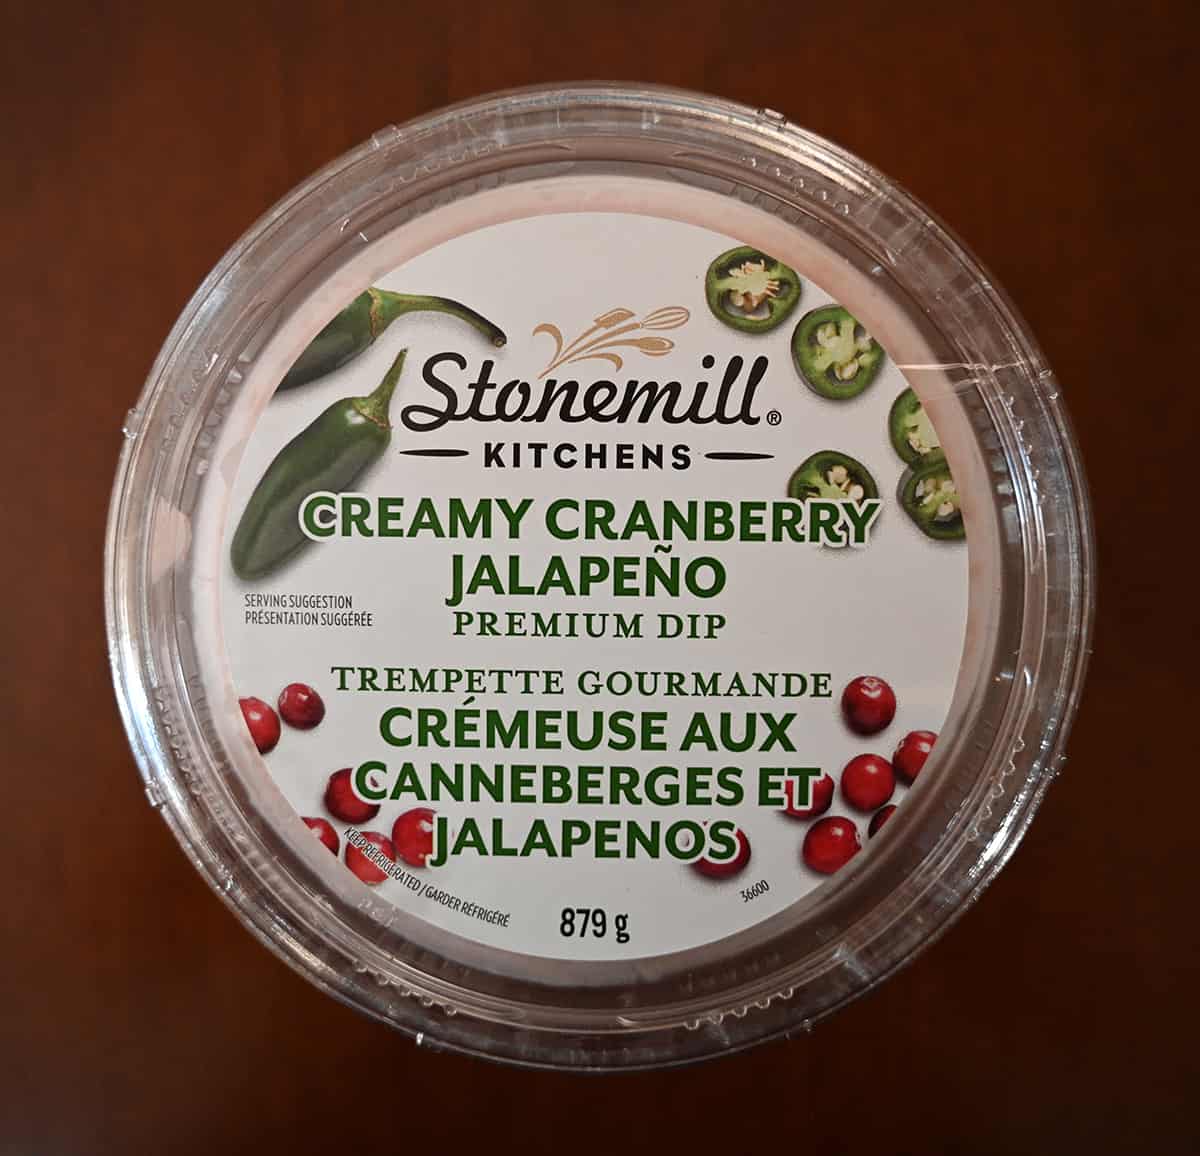 Stonemill®
KITCHENS
CREAMY CRANBERRY
JALAPEÑO
PREMIUM DIP
SERVING SUGGESTION
PRÉSENTATION SUGGÉRÉE
TREMPETTE GOURMANDE
CRÉMEUSE AUX
CANNEBERGES ET
JALAPENOS
KEEP REFRIGERATED / GARDER RÉFRIGÉRÉ
879 g
36600